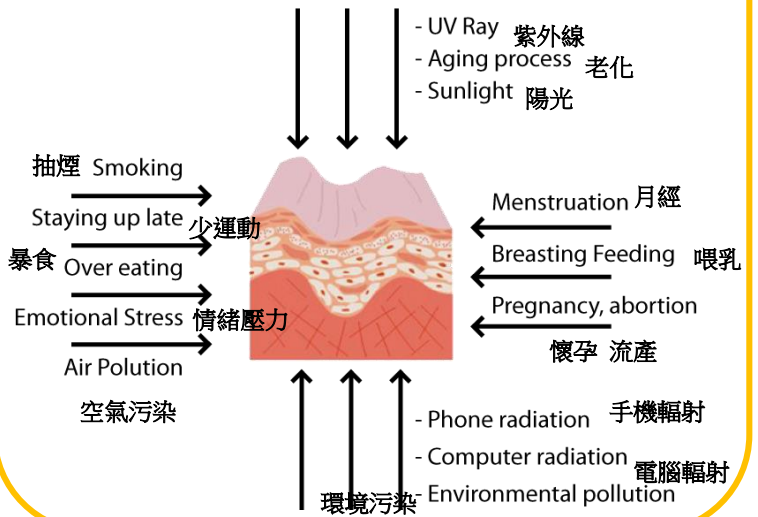 - UV Ray 紫外線
- Aging process 老化
- Sunlight 陽光
抽煙 Smoking
Staying up late 少運動
暴食 Over eating
Emotional Stress 情緒壓力
Air Polution
空氣污染
Menstruation 月經
Breasting Feeding 喂乳
Pregnancy, abortion
懷孕 流產
- Phone radiation 手機輻射
- Computer radiation 電腦輻射
環境污染 - Environmental pollution